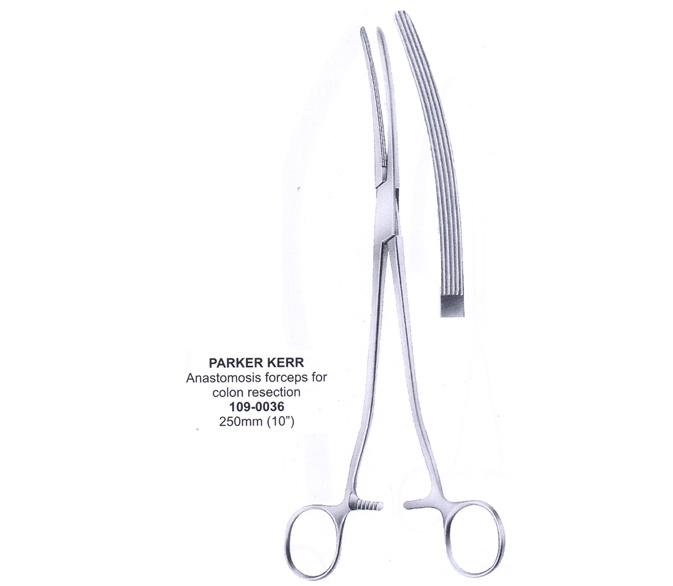 PARKER KERR
Anastomosis forceps for
colon resection
109-0036
250mm (10")